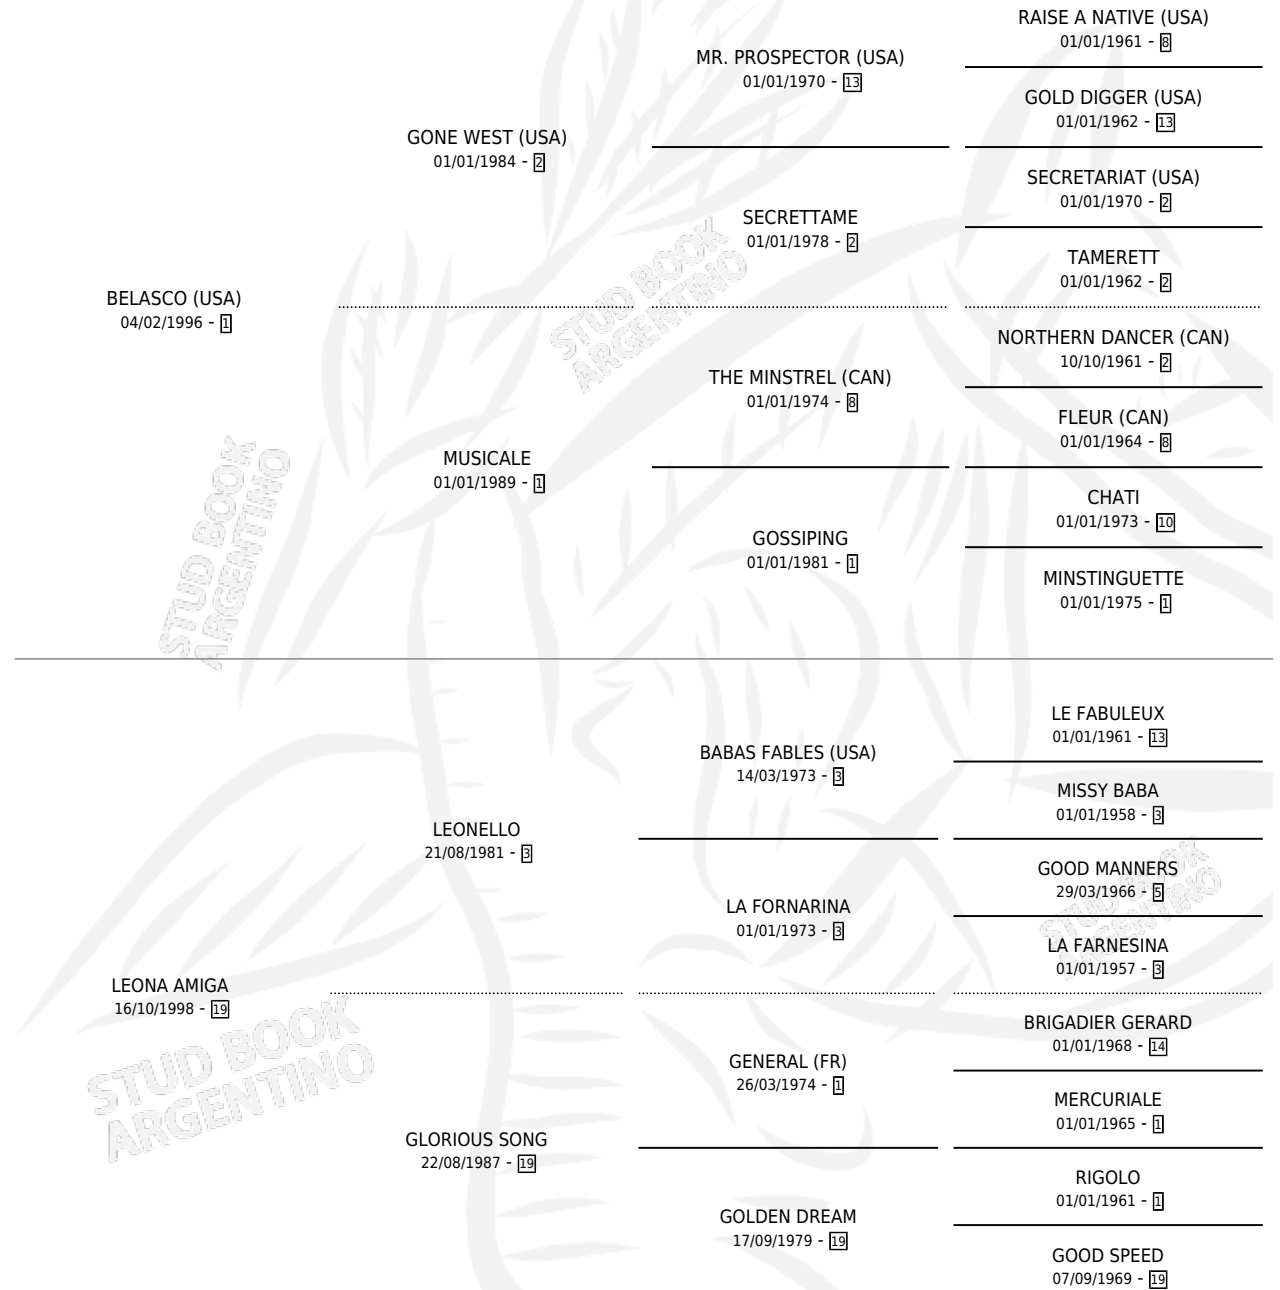 RAISE A NATIVE (USA)
01/01/1961 - 8
MR. PROSPECTOR (USA)
01/01/1970 - 13
GOLD DIGGER (USA)
01/01/1962 - 13
GONE WEST (USA)
01/01/1984 - 2
SECRETARIAT (USA)
01/01/1970 - 2
SECRETTAME
01/01/1978 - 2
TAMERETT
01/01/1962 - 2
BELASCO (USA)
04/02/1996 - 1
NORTHERN DANCER (CAN)
10/10/1961 - 2
THE MINSTREL (CAN)
01/01/1974 - 8
FLEUR (CAN)
01/01/1964 - 8
MUSICALE
01/01/1989 - 1
CHATI
01/01/1973 - 10
GOSSIPING
01/01/1981 - 1
MINSTINGUETTE
01/01/1975 - 1
LE FABULEUX
01/01/1961 - 13
BABAS FABLES (USA)
14/03/1973 - 3
MISSY BABA
01/01/1958 - 3
LEONELLO
21/08/1981 - 3
GOOD MANNERS
29/03/1966 - 5
LA FORNARINA
01/01/1973 - 3
LA FARNESINA
01/01/1957 - 3
LEONA AMIGA
16/10/1998 - 19
BRIGADIER GERARD
01/01/1968 - 14
GENERAL (FR)
26/03/1974 - 1
MERCURIALE
01/01/1965 - 1
GLORIOUS SONG
22/08/1987 - 19
RIGOLO
01/01/1961 - 1
GOLDEN DREAM
17/09/1979 - 19
GOOD SPEED
07/09/1969 - 19
STUD BOOK
ARGENTINO
STUD BOOK
ARGENTINO
STUD BOOK
ARGENTINO
STUD BOOK
ARGENTINO